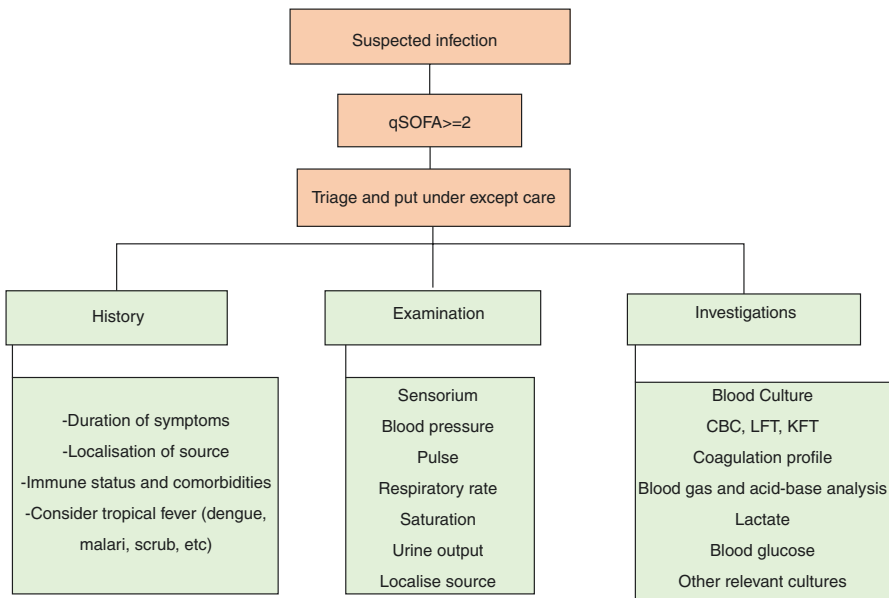 Suspected infection
qSOFA>=2
Triage and put under except care
History
-Duration of symptoms
-Localisation of source
-Immune status and comorbidities
-Consider tropical fever (dengue,
malari, scrub, etc)
Examination
Sensorium
Blood pressure
Pulse
Respiratory rate
Saturation
Urine output
Localise source
Investigations
Blood Culture
CBC, LFT, KFT
Coagulation profile
Blood gas and acid-base analysis
Lactate
Blood glucose
Other relevant cultures